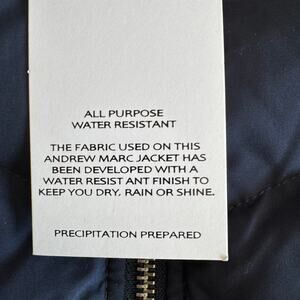 ALL PURPOSE
WATER RESISTANT
THE FABRIC USED ON THIS
ANDREW MARC JACKET HAS
BEEN DEVELOPED WITH A
WATER RESIST ANT FINISH TO
KEEP YOU DRY, RAIN OR SHINE.
PRECIPITATION PREPARED